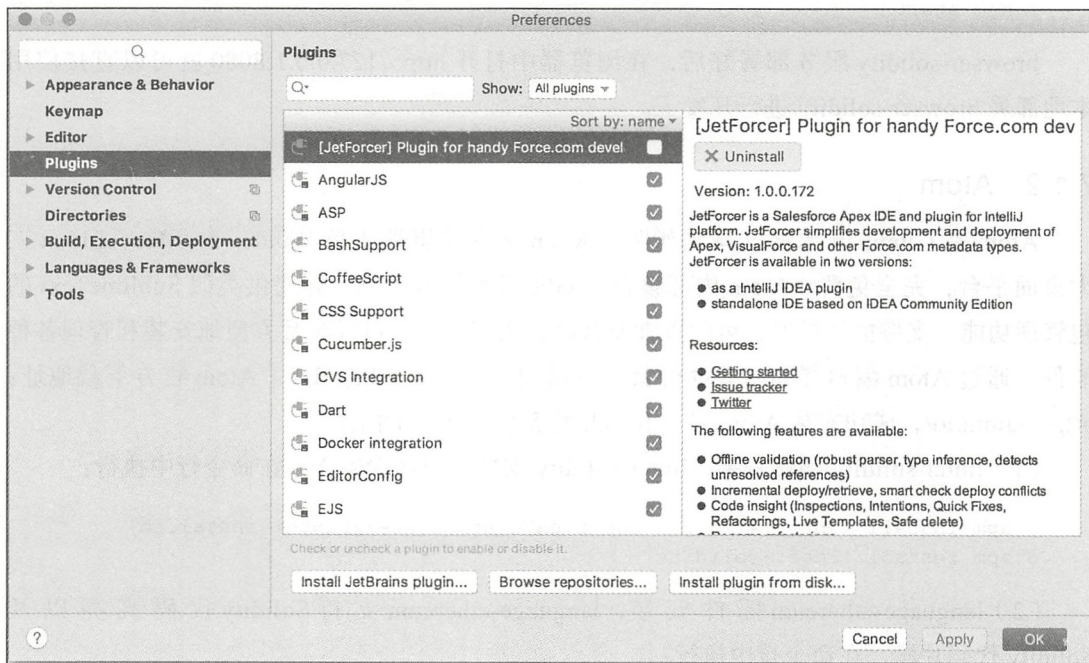 Preferences
Appearance & Behavior
Keymap
Editor
Plugins
Version Control
Directories
Build, Execution, Deployment
Languages & Frameworks
Tools
?
Plugins
Show: All plugins
Sort by: name
[JetForcer] Plugin for handy Force.com devel
AngularJS
ASP
BashSupport
CoffeeScript
CSS Support
Cucumber.js
CVS Integration
Dart
Docker integration
EditorConfig
EJS
Check or uncheck a plugin to enable or disable it.
Install JetBrains plugin...
Browse repositories...
Install plugin from disk...
[JetForcer] Plugin for handy Force.com dev
Uninstall
Version: 1.0.0.172
JetForcer is a Salesforce Apex IDE and plugin for IntelliJ
platform. JetForcer simplifies development and deployment of
Apex, VisualForce and other Force.com metadata types.
JetForcer is available in two versions:
● as a IntelliJ IDEA plugin
● standalone IDE based on IDEA Community Edition
Resources:
● Getting started
● Issue tracker
● Twitter
The following features are available:
● Offline validation (robust parser, type inference, detects
unresolved references)
● Incremental deploy/retrieve, smart check deploy conflicts
● Code insight (Inspections, Intentions, Quick Fixes,
Refactorings, Live Templates, Safe delete)
Cancel
Apply
OK